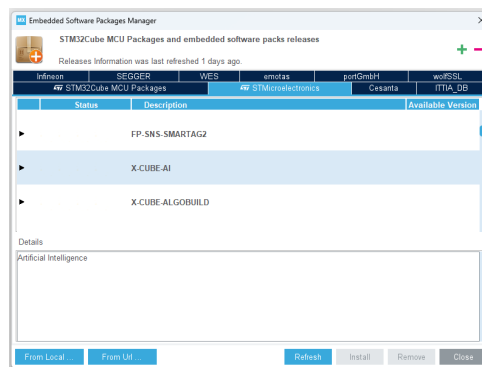 MX Embedded Software Packages Manager
STM32Cube MCU Packages and embedded software packs releases
Releases Information was last refreshed 1 days ago.
Infineon SEGGER WES emotas portGmbH wolfSSL
STM32Cube MCU Packages STMicroelectronics Cesanta ITTIA_DB
Status Description Available Version
FP-SNS-SMARTAG2
X-CUBE-AI
X-CUBE-ALGOBUILD
Details
Artificial Intelligence
From Local ... From Url ... Refresh Install Remove Close